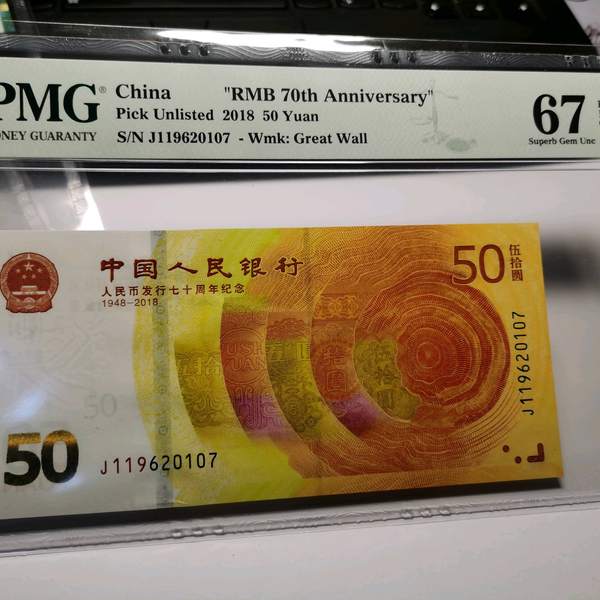 PMG
China "RMB 70th Anniversary"
Pick Unlisted 2018 50 Yuan
S/N J119620107 - Wmk: Great Wall
ONEY GUARANTY
67
Superb Gem Unc
中国人民银行
人民币发行七十周年纪念
1948-2018
50 伍拾圆
J119620107
50
50
J119620107